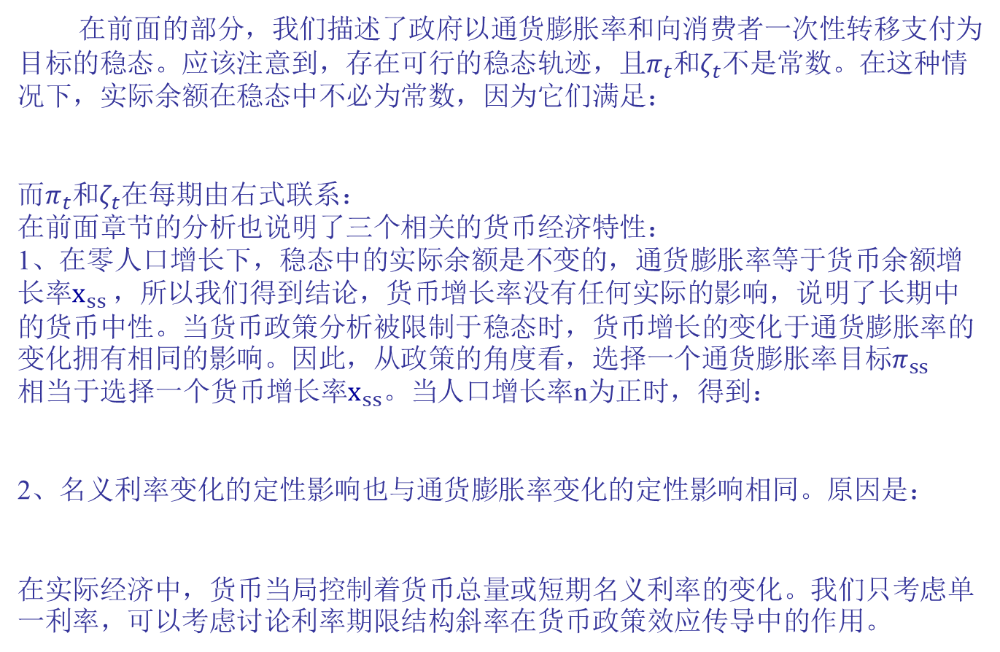 在前面的部分，我们描述了政府以通货膨胀率和向消费者一次性转移支付为
目标的稳态。应该注意到，存在可行的稳态轨迹，且πₜ和ζₜ不是常数。在这种情
况下，实际余额在稳态中不必为常数，因为它们满足：
而πₜ和ζₜ在每期由右式联系：
在前面章节的分析也说明了三个相关的货币经济特性：
1、在零人口增长下，稳态中的实际余额是不变的，通货膨胀率等于货币余额增
长率xₛₛ，所以我们得到结论，货币增长率没有任何实际的影响，说明了长期中
的货币中性。当货币政策分析被限制于稳态时，货币增长的变化于通货膨胀率的
变化拥有相同的影响。因此，从政策的角度看，选择一个通货膨胀率目标πₛₛ
相当于选择一个货币增长率xₛₛ。当人口增长率n为正时，得到：
2、名义利率变化的定性影响也与通货膨胀率变化的定性影响相同。原因是：
在实际经济中，货币当局控制着货币总量或短期名义利率的变化。我们只考虑单
一利率，可以考虑讨论利率期限结构斜率在货币政策效应传导中的作用。